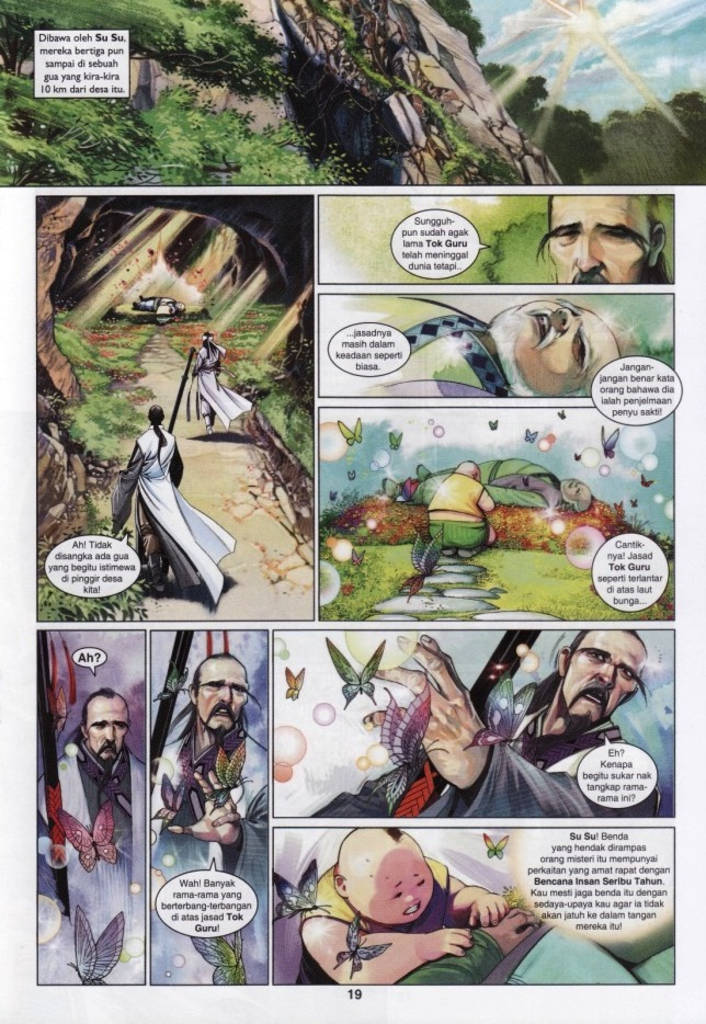 Dibawa oleh Su Su,
mereka bertiga pun
sampai di sebuah
gua yang kira-kira
10 km dari desa itu.
Ah! Tidak
disangka ada gua
yang begitu istimewa
di pinggir desa
kita!
Sungguh-
pun sudah agak
lama Tok Guru
telah meninggal
dunia tetapi..
...jasadnya
masih dalam
keadaan seperti
biasa.
Jangan-
jangan benar kata
orang bahawa dia
ialah penjelmaan
penyu sakti!
Cantik-
nya! Jasad
Tok Guru
seperti terlantar
di atas laut
bunga...
Ah?
Wah! Banyak
rama-rama yang
berterbang-terbangan
di atas jasad Tok
Guru!
Eh?
Kenapa
begitu sukar nak
tangkap rama-
rama ini?
Su Su! Benda
yang hendak dirampas
orang misteri itu mempunyai
perkaitan yang amat rapat dengan
Bencana Insan Seribu Tahun.
Kau mesti jaga benda itu dengan
sedaya-upaya kau agar ia tidak
akan jatuh ke dalam tangan
mereka itu!
19